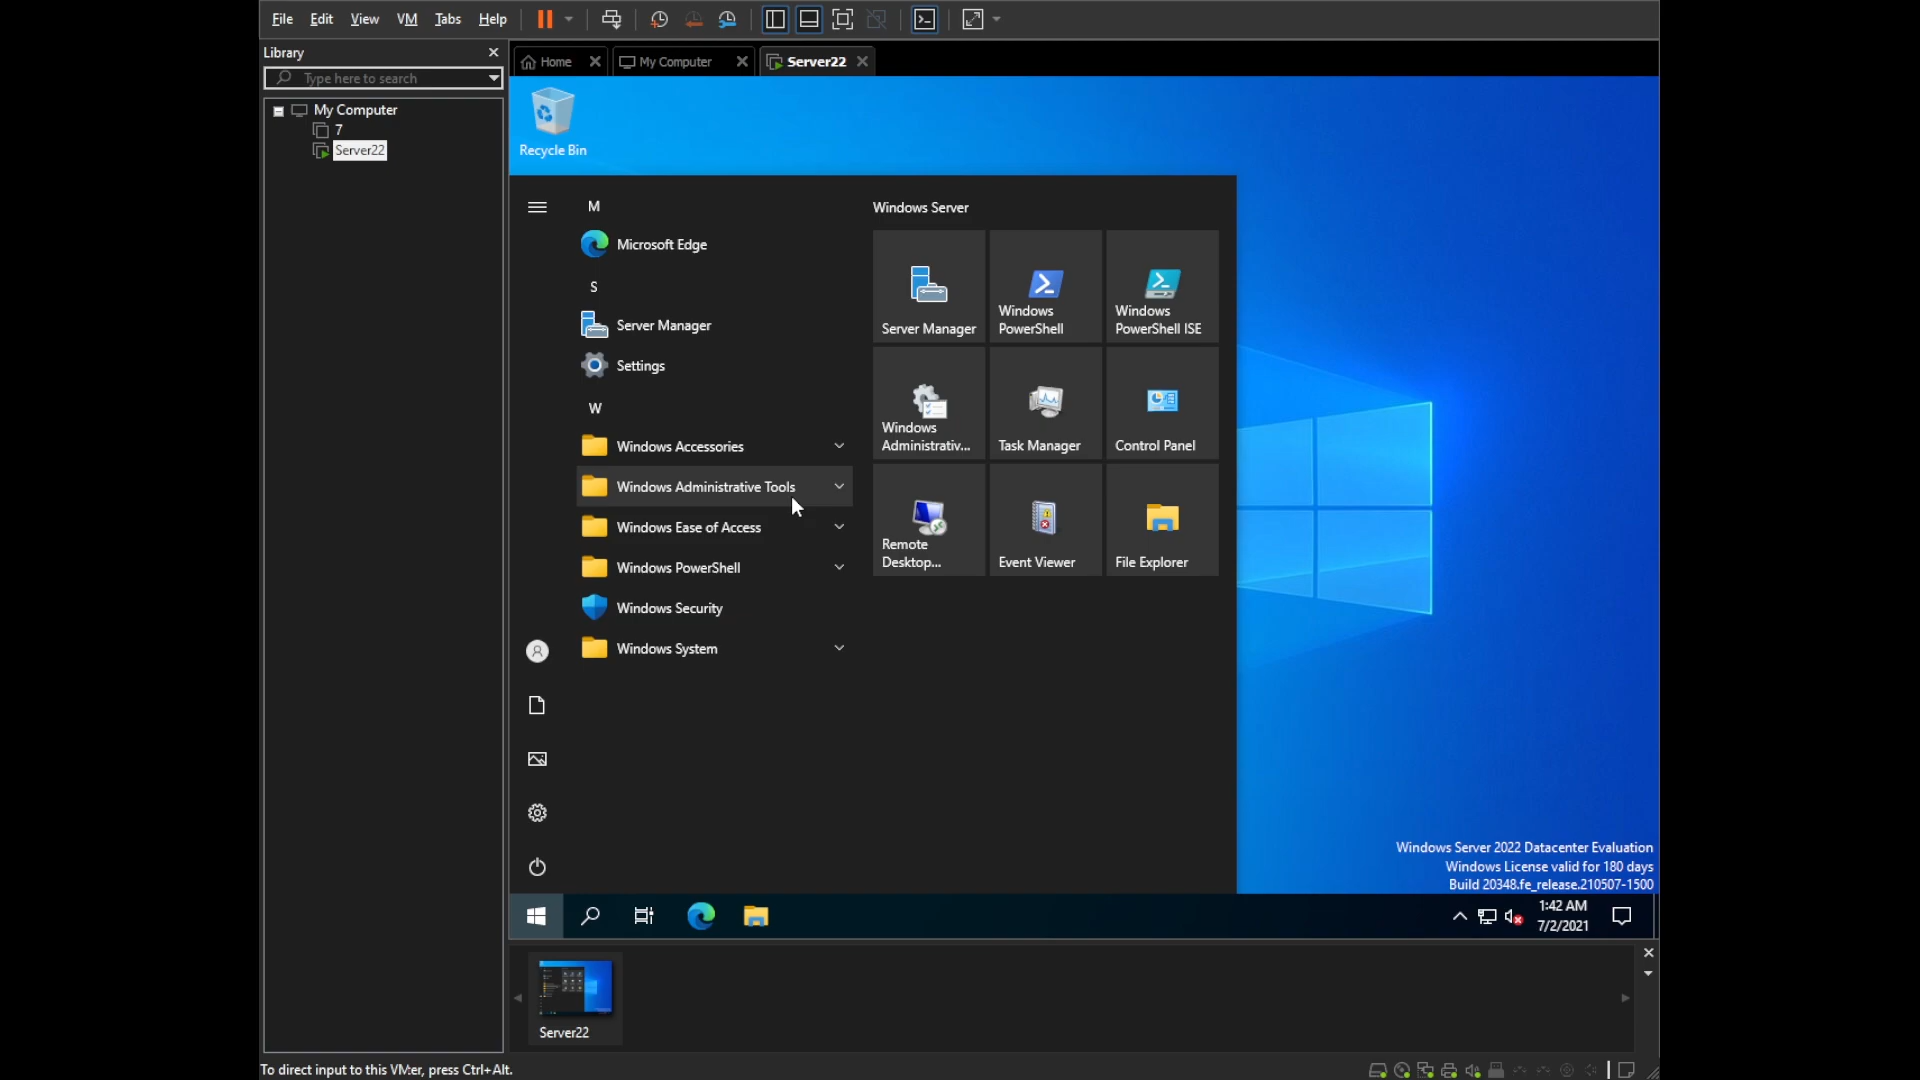 File Edit View VM Tabs Help
Library
Home My Computer Server22
Type here to search
My Computer
7
Server22
Recycle Bin
M
Microsoft Edge
S
Server Manager
Settings
W
Windows Accessories
Windows Administrative Tools
Windows Ease of Access
Windows PowerShell
Windows Security
Windows System
Windows Server
Server Manager
Windows
PowerShell
Windows
PowerShell ISE
Windows
Administrativ...
Task Manager
Control Panel
Remote
Desktop...
Event Viewer
File Explorer
Windows Server 2022 Datacenter Evaluation
Windows License valid for 180 days
Build 20348.fe_release.210507-1500
1:42 AM
7/2/2021
Server22
To direct input to this VM, press Ctrl+Alt.